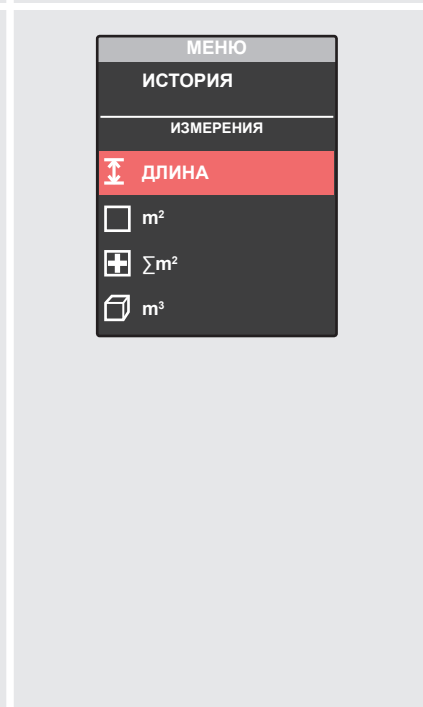 МЕНЮ
ИСТОРИЯ
ИЗМЕРЕНИЯ
ДЛИНА
m²
∑m²
m³